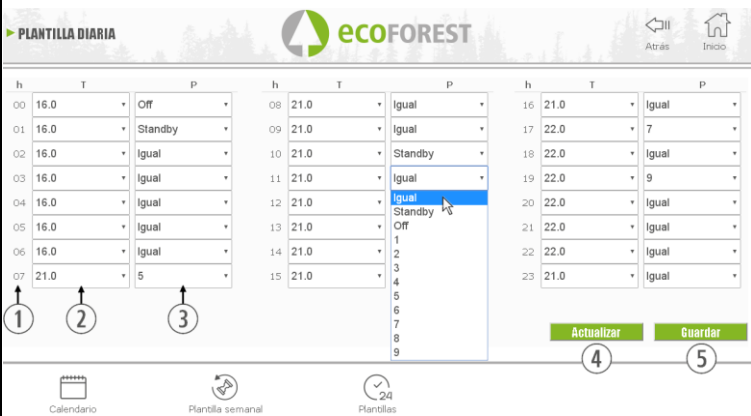 PLANTILLA DIARIA
ecoFOREST
Atrás
Inicio
h T P h T P h T P
00 16.0 Off 08 21.0 Igual 16 21.0 Igual
01 16.0 Standby 09 21.0 Igual 17 22.0 7
02 16.0 Igual 10 21.0 Standby 18 22.0 Igual
03 16.0 Igual 11 21.0 Igual 19 22.0 9
04 16.0 Igual 12 21.0 20 22.0 Igual
05 16.0 Igual 13 21.0 21 22.0 Igual
06 16.0 Igual 14 21.0 22 22.0 Igual
07 21.0 5 15 21.0 23 21.0 Igual
Igual
Standby
Off
1
2
3
4
5
6
7
8
9
1 2 3
Actualizar Guardar
4 5
Calendario
Plantilla semanal
24
Plantillas